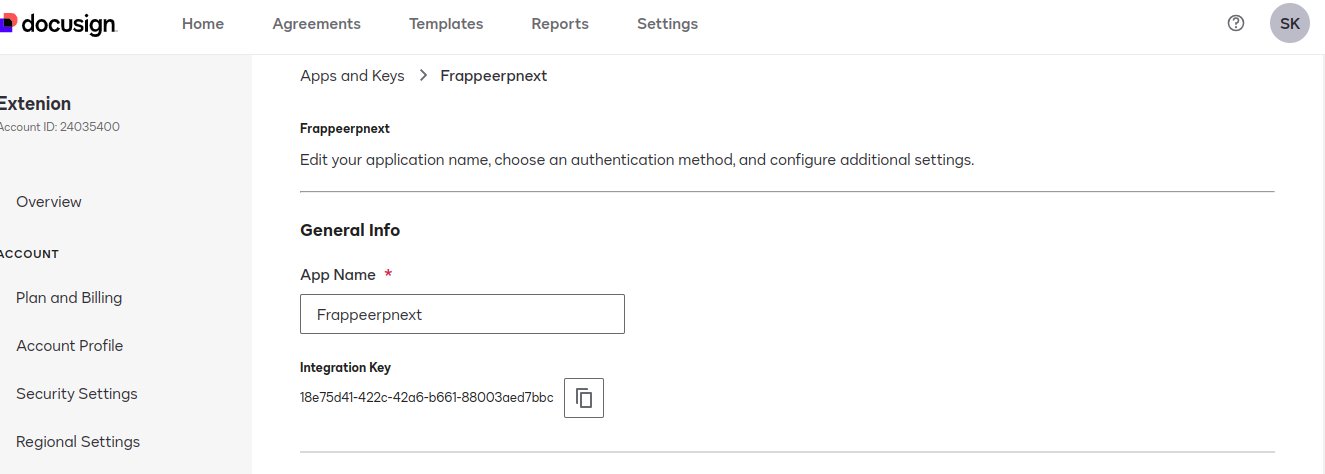 docusign
Home Agreements Templates Reports Settings
SK
Extenion
Account ID: 24035400
Overview
ACCOUNT
Plan and Billing
Account Profile
Security Settings
Regional Settings
Apps and Keys > Frappeerpnext
Frappeerpnext
Edit your application name, choose an authentication method, and configure additional settings.
General Info
App Name *
Frappeerpnext
Integration Key
18e75d41-422c-42a6-b661-88003aed7bbc